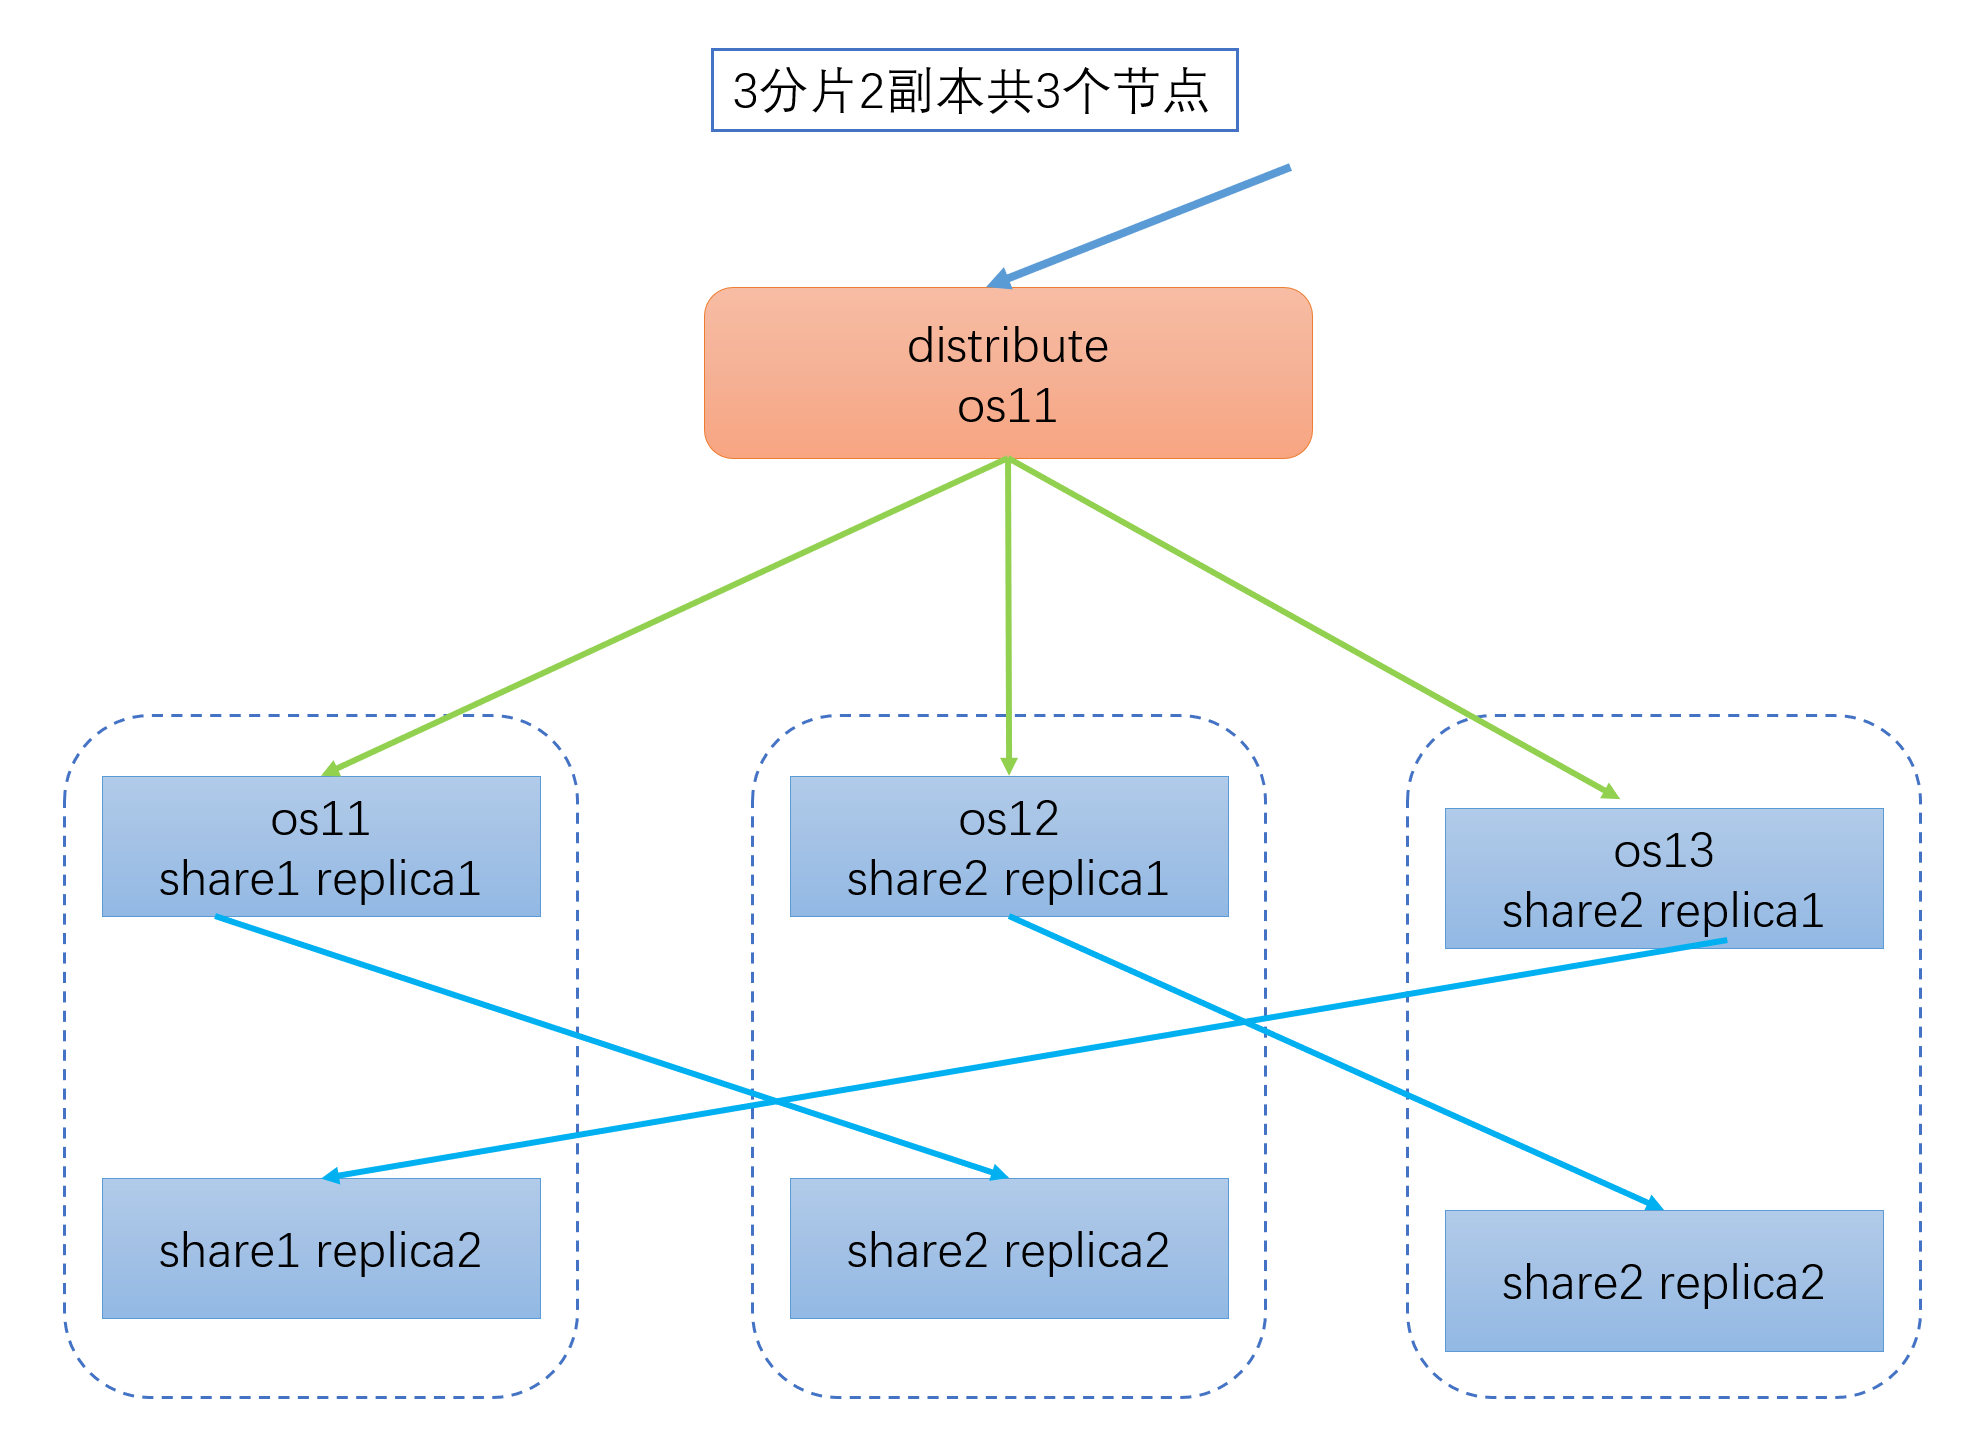 3分片2副本共3个节点
distribute
os11
os11
share1 replica1
os12
share2 replica1
os13
share2 replica1
share1 replica2
share2 replica2
share2 replica2